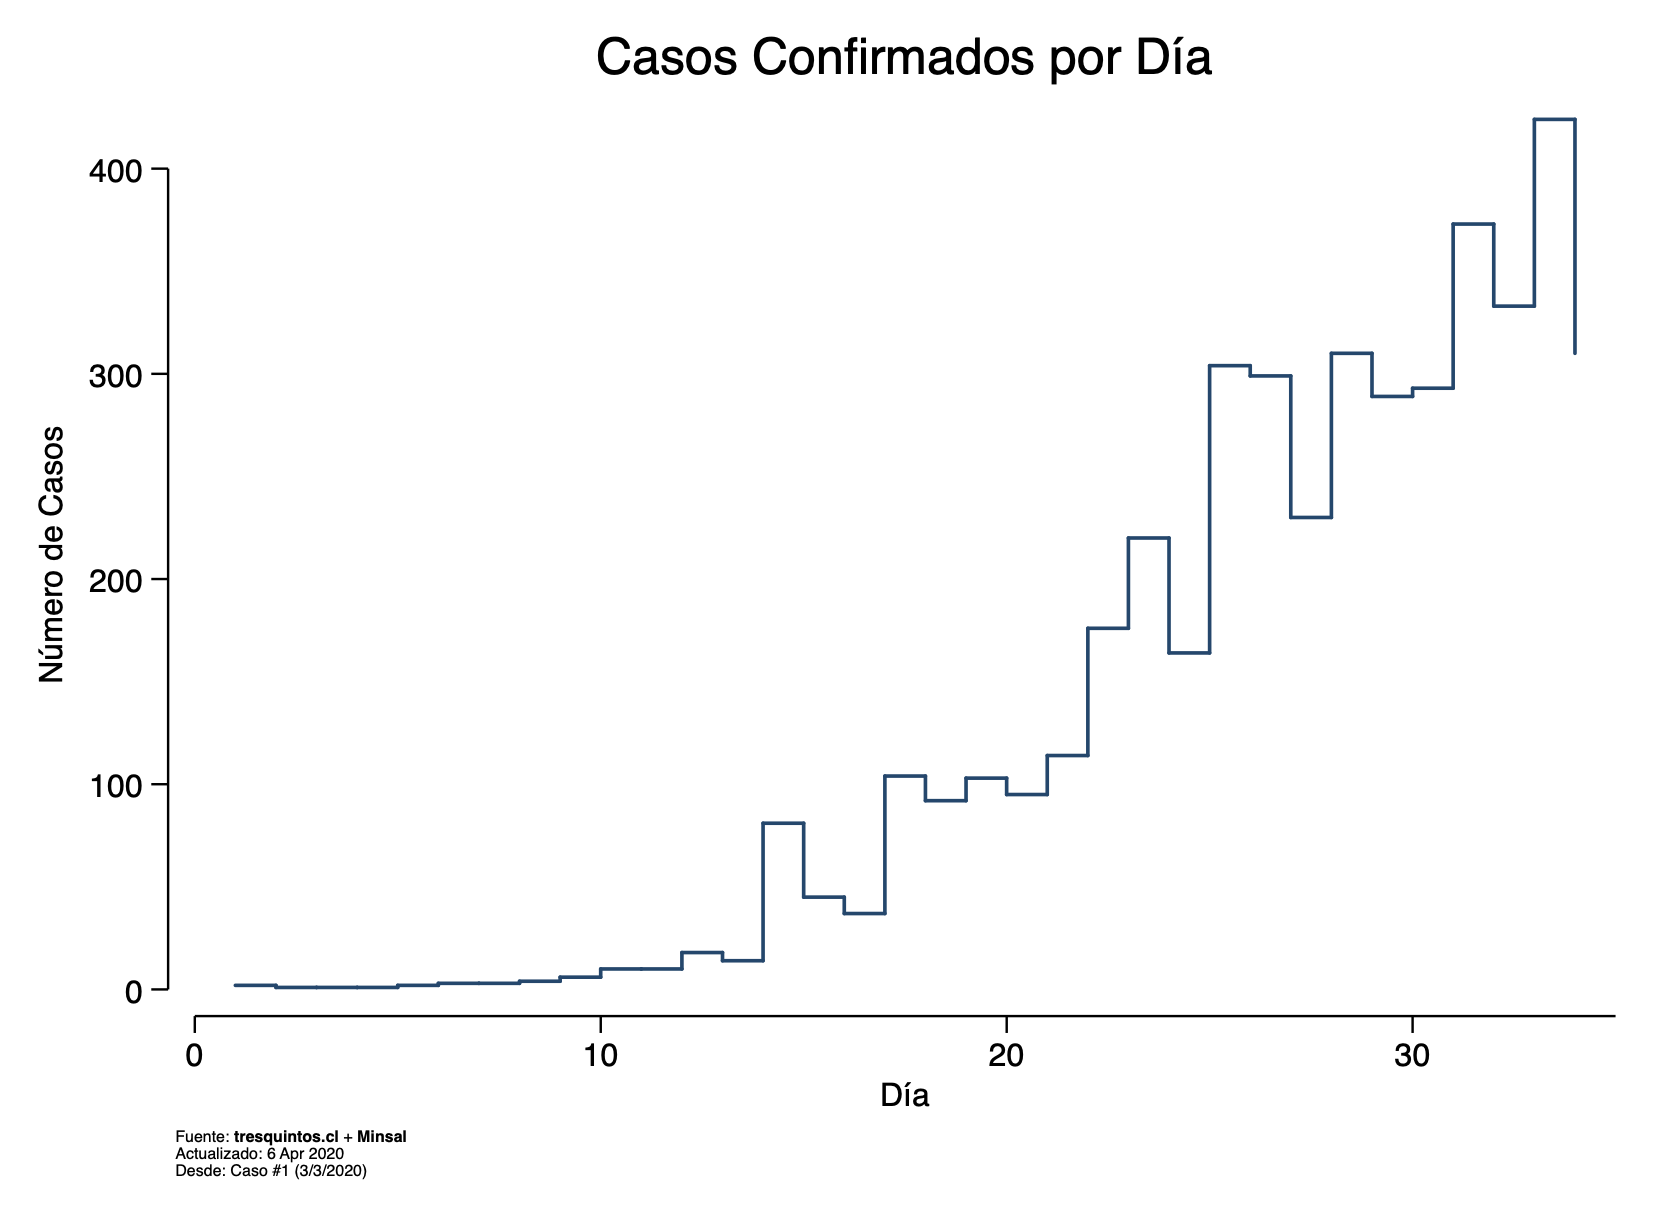 Casos Confirmados por Día
400
300
200
100
0
Número de Casos
0 10 20 30
Día
Fuente: tresquintos.cl + Minsal
Actualizado: 6 Apr 2020
Desde: Caso #1 (3/3/2020)